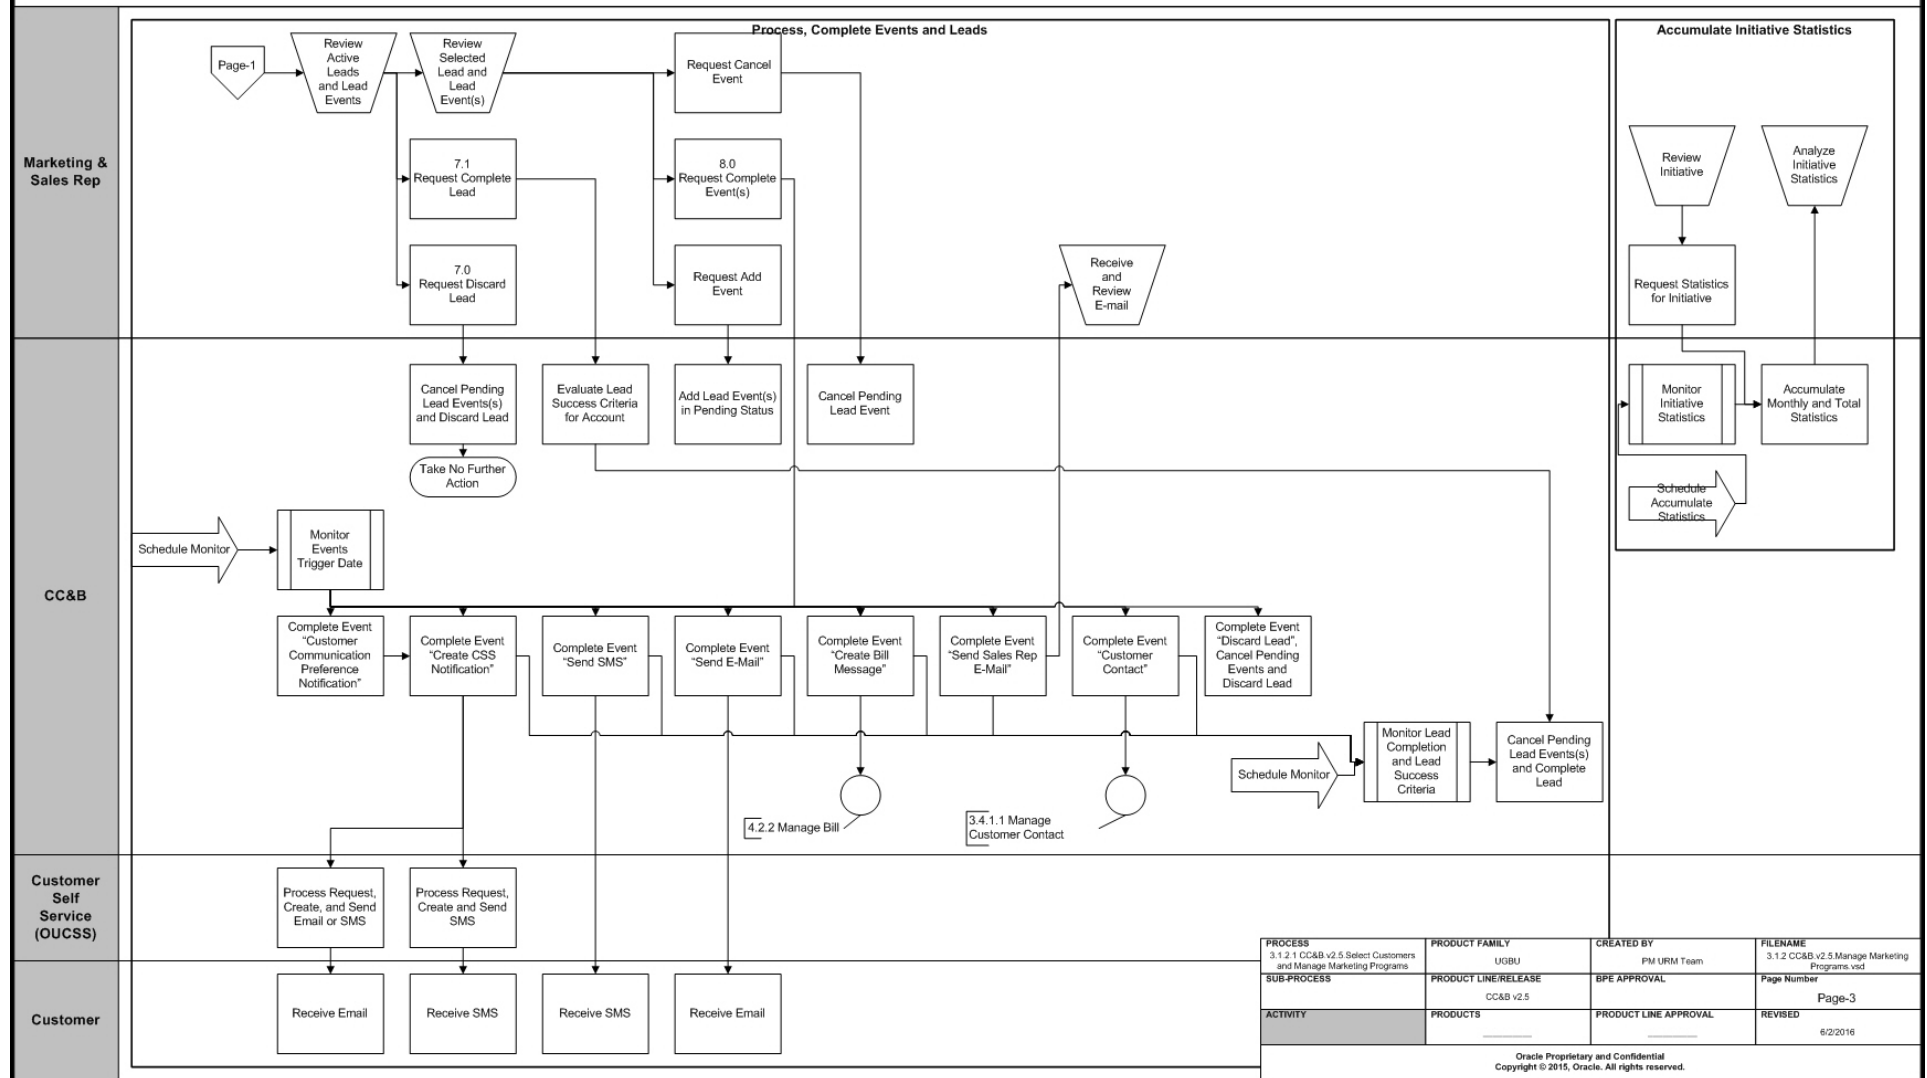 Process, Complete Events and Leads
Accumulate Initiative Statistics
Marketing &
Sales Rep
Page-1
Review
Active
Leads
and Lead
Events
Review
Selected
Lead and
Lead
Event(s)
Request Cancel
Event
7.1
Request Complete
Lead
8.0
Request Complete
Event(s)
7.0
Request Discard
Lead
Request Add
Event
Receive
and
Review
E-mail
Review
Initiative
Analyze
Initiative
Statistics
Request Statistics
for Initiative
CC&B
Cancel Pending
Lead Events(s)
and Discard Lead
Evaluate Lead
Success Criteria
for Account
Add Lead Event(s)
in Pending Status
Cancel Pending
Lead Event
Monitor
Initiative
Statistics
Accumulate
Monthly and Total
Statistics
Take No Further
Action
Schedule
Accumulate
Statistics
Schedule Monitor
Monitor
Events
Trigger Date
Complete Event
“Customer
Communication
Preference
Notification”
Complete Event
“Create CSS
Notification”
Complete Event
“Send SMS”
Complete Event
“Send E-Mail”
Complete Event
“Create Bill
Message”
Complete Event
“Send Sales Rep
E-Mail”
Complete Event
“Customer
Contact”
Complete Event
“Discard Lead”,
Cancel Pending
Events and
Discard Lead
Schedule Monitor
Monitor Lead
Completion
and Lead
Success
Criteria
Cancel Pending
Lead Events(s)
and Complete
Lead
4.2.2 Manage Bill
3.4.1.1 Manage
Customer Contact
Customer
Self
Service
(OUCSS)
Process Request,
Create, and Send
Email or SMS
Process Request,
Create and Send
SMS
Customer
Receive Email
Receive SMS
Receive SMS
Receive Email
PROCESS
3.1.2.1 CC&B.v2.5.Select Customers
and Manage Marketing Programs
PRODUCT FAMILY
UGBU
CREATED BY
PM URM Team
FILENAME
3.1.2 CC&B.v2.5.Manage Marketing
Programs.vsd
SUB-PROCESS
PRODUCT LINE/RELEASE
CC&B v2.5
BPE APPROVAL
Page Number
Page-3
ACTIVITY
PRODUCTS
PRODUCT LINE APPROVAL
REVISED
6/2/2016
Oracle Proprietary and Confidential
Copyright © 2015, Oracle. All rights reserved.